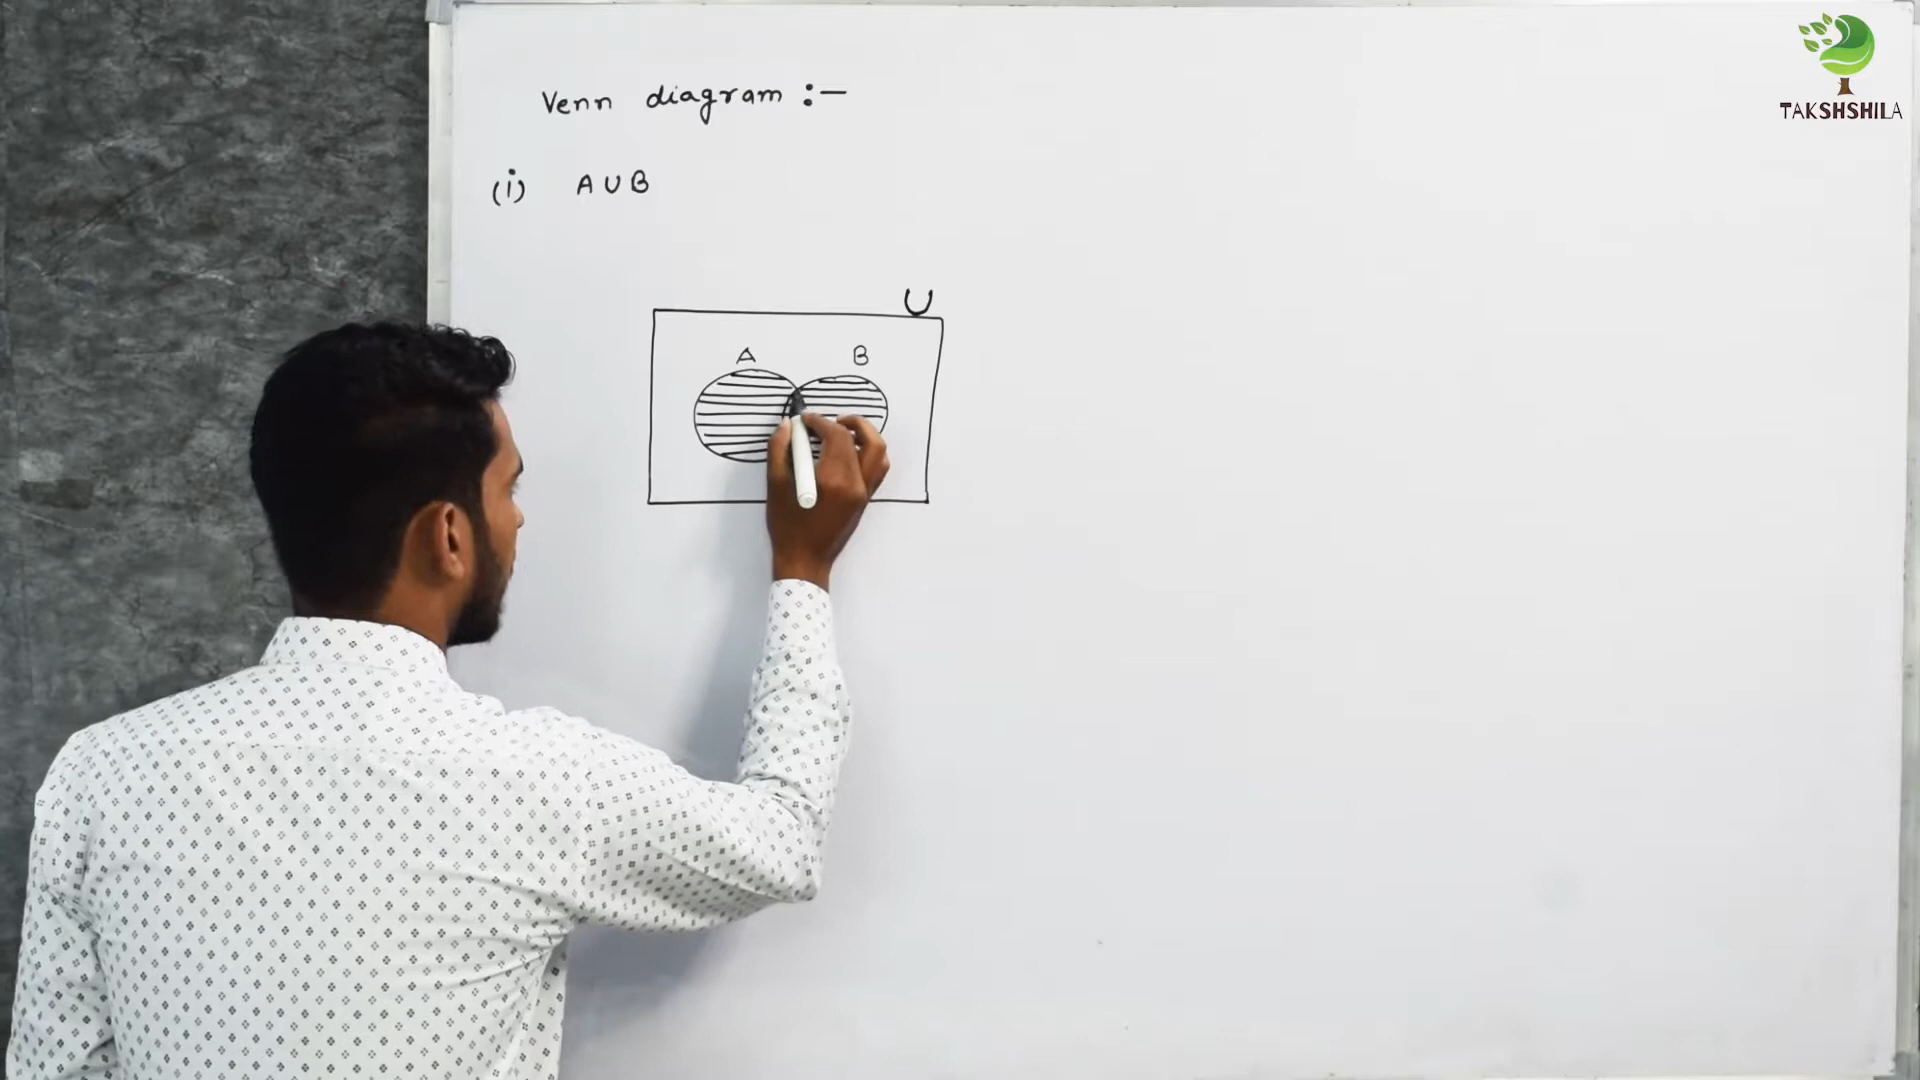 Venn diagram :-
(i) A ∪ B
U
A B
TAKSHSHILA